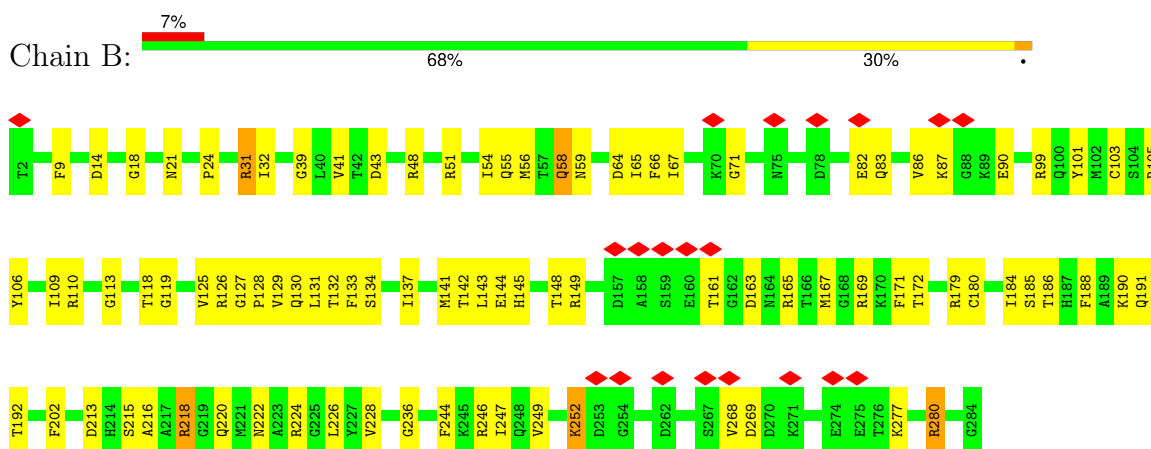 7%
Chain B:
68% 30% •
T2 F9 D14 G18 N21 P24 R31 I32 G39 L40 V41 T42 D43 R48 R51 I54 Q55 M56 T57 Q58 N59 D64 I65 F66 I67 K70 G71 N75 D78 E82 Q83 V86 K87 G88 K89 E90 R99 Q100 Y101 M102 C103 S104
Y106 I109 R110 G113 T118 G119 V125 R126 G127 P128 V129 Q130 L131 T132 F133 S134 I137 M141 T142 L143 E144 H145 T148 R149 D157 A158 S159 E160 T161 G162 D163 N164 R165 T166 M167 G168 R169 K170 F171 T172 R179 C180 I184 S185 T186 H187 F188 A189 K190 Q191
T192 F202 D213 H214 S215 A216 A217 R218 G219 Q220 M221 N222 A223 R224 G225 L226 Y227 V228 G236 F244 K245 R246 I247 Q248 V249 K252 D253 G254 D262 S267 V268 D269 D270 K271 E274 E275 T276 K277 R280 G284